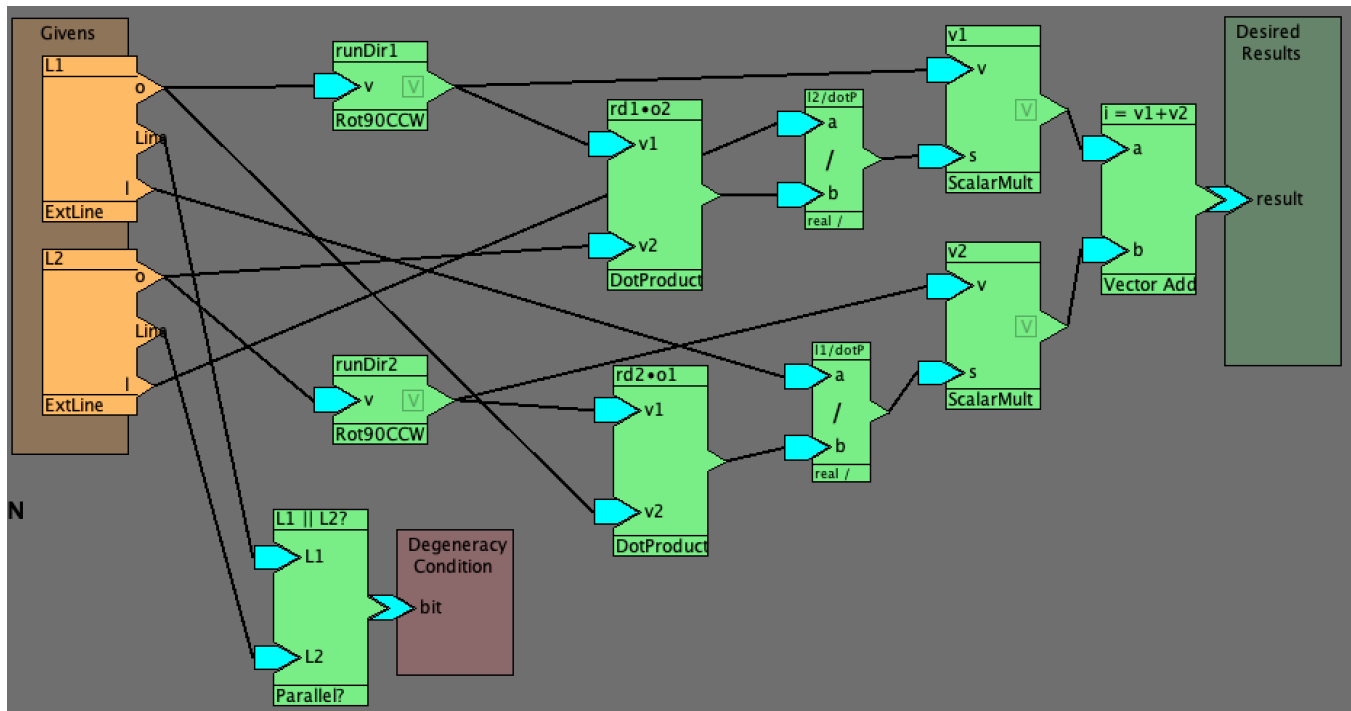 Givens
L1
o
Line
l
ExtLine
L2
o
Line
l
ExtLine
runDir1
v
V
Rot90CCW
runDir2
v
V
Rot90CCW
rd1•o2
v1
v2
DotProduct
rd2•o1
v1
v2
DotProduct
l2/dotP
a
/
b
real /
l1/dotP
a
/
b
real /
v1
v
V
s
ScalarMult
v2
v
V
s
ScalarMult
i = v1+v2
a
b
Vector Add
Desired
Results
result
N
L1 || L2?
L1
L2
Parallel?
Degeneracy
Condition
bit